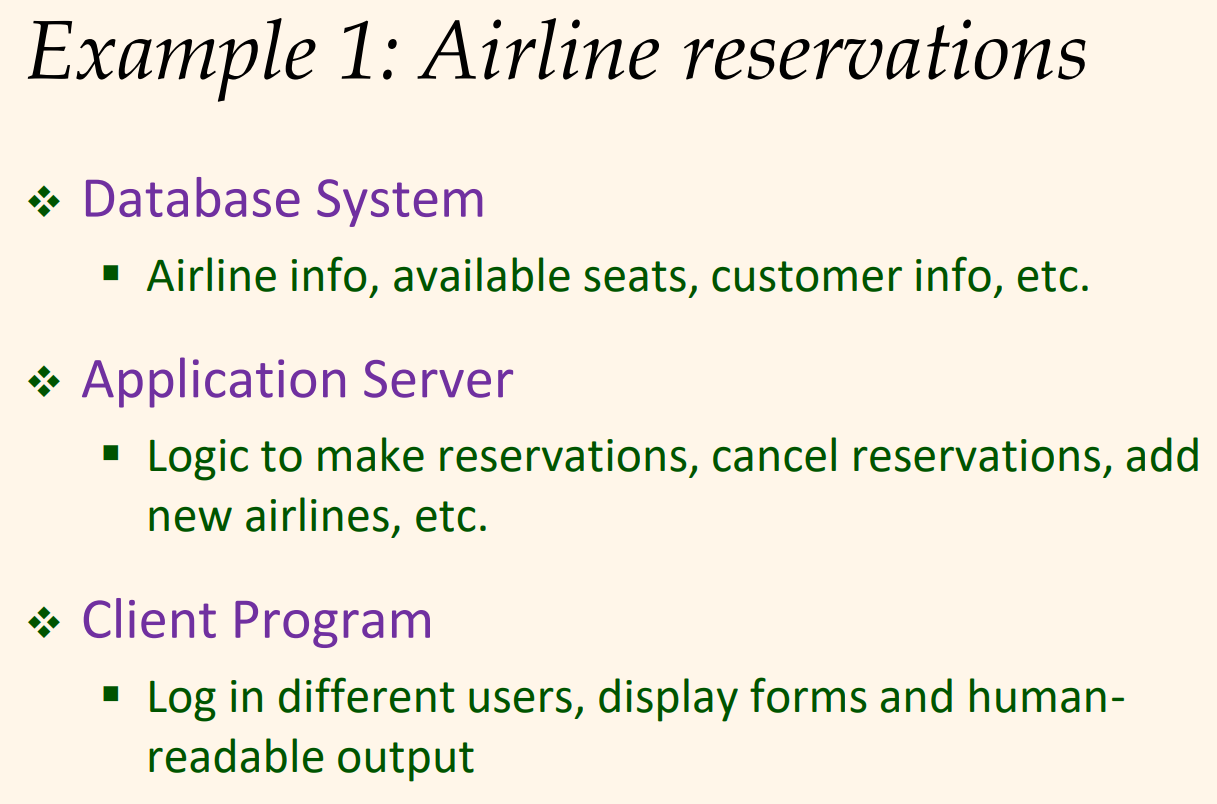 Example 1: Airline reservations
❖ Database System
▪ Airline info, available seats, customer info, etc.
❖ Application Server
▪ Logic to make reservations, cancel reservations, add
new airlines, etc.
❖ Client Program
▪ Log in different users, display forms and human-
readable output